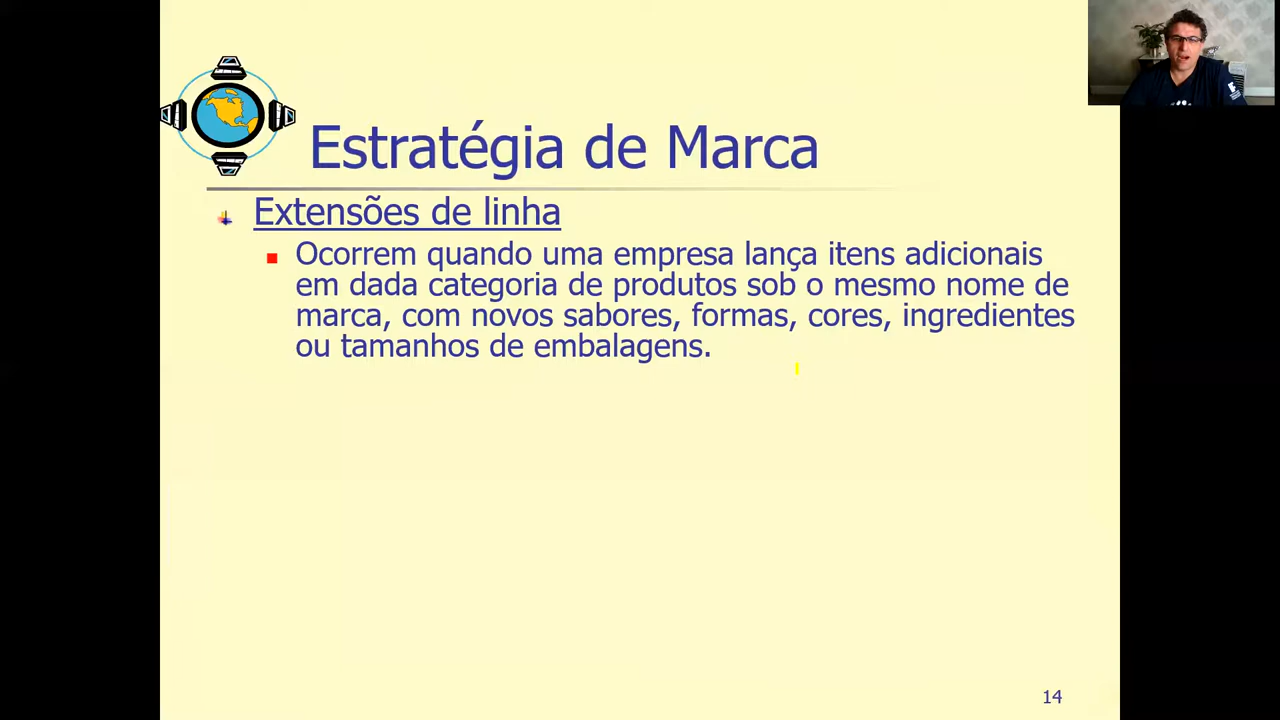 Estratégia de Marca
Extensões de linha
Ocorrem quando uma empresa lança itens adicionais
em dada categoria de produtos sob o mesmo nome de
marca, com novos sabores, formas, cores, ingredientes
ou tamanhos de embalagens.
14